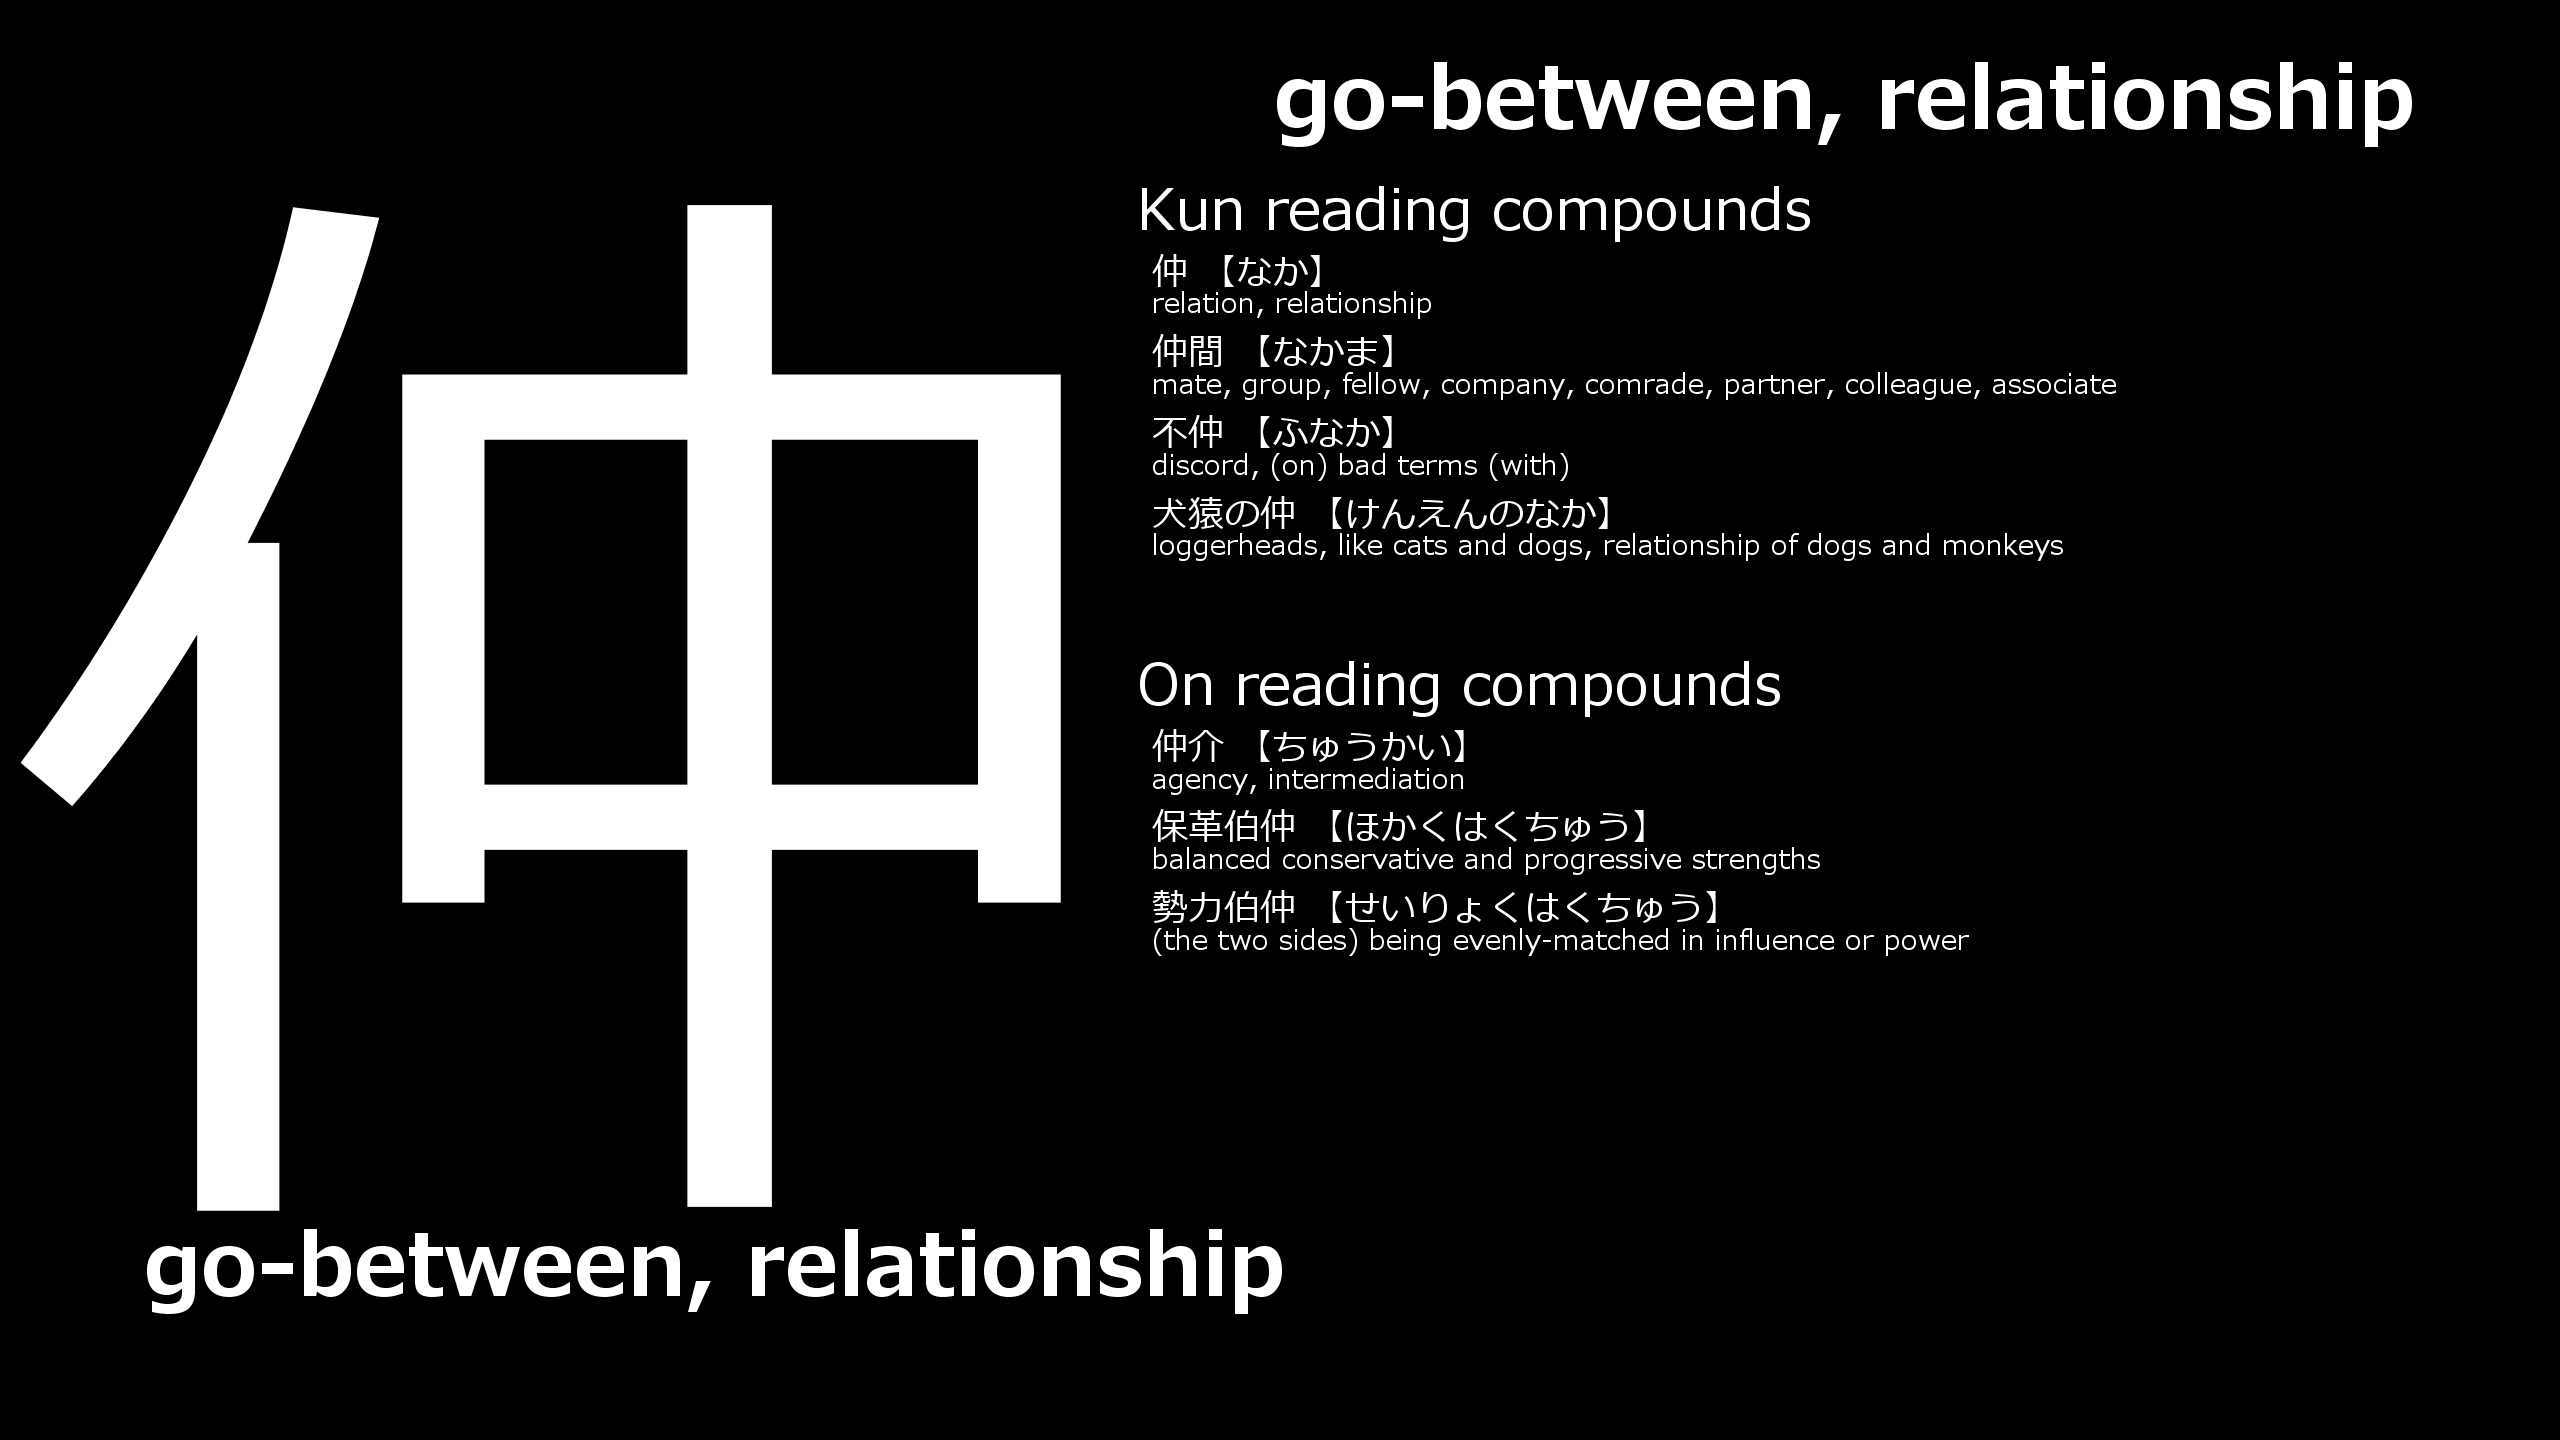 go-between, relationship
仲
Kun reading compounds
仲 【なか】
relation, relationship
仲間 【なかま】
mate, group, fellow, company, comrade, partner, colleague, associate
不仲 【ふなか】
discord, (on) bad terms (with)
犬猿の仲 【けんえんのなか】
loggerheads, like cats and dogs, relationship of dogs and monkeys
On reading compounds
仲介 【ちゅうかい】
agency, intermediation
保革伯仲 【ほかくはくちゅう】
balanced conservative and progressive strengths
勢力伯仲 【せいりょくはくちゅう】
(the two sides) being evenly-matched in influence or power
go-between, relationship